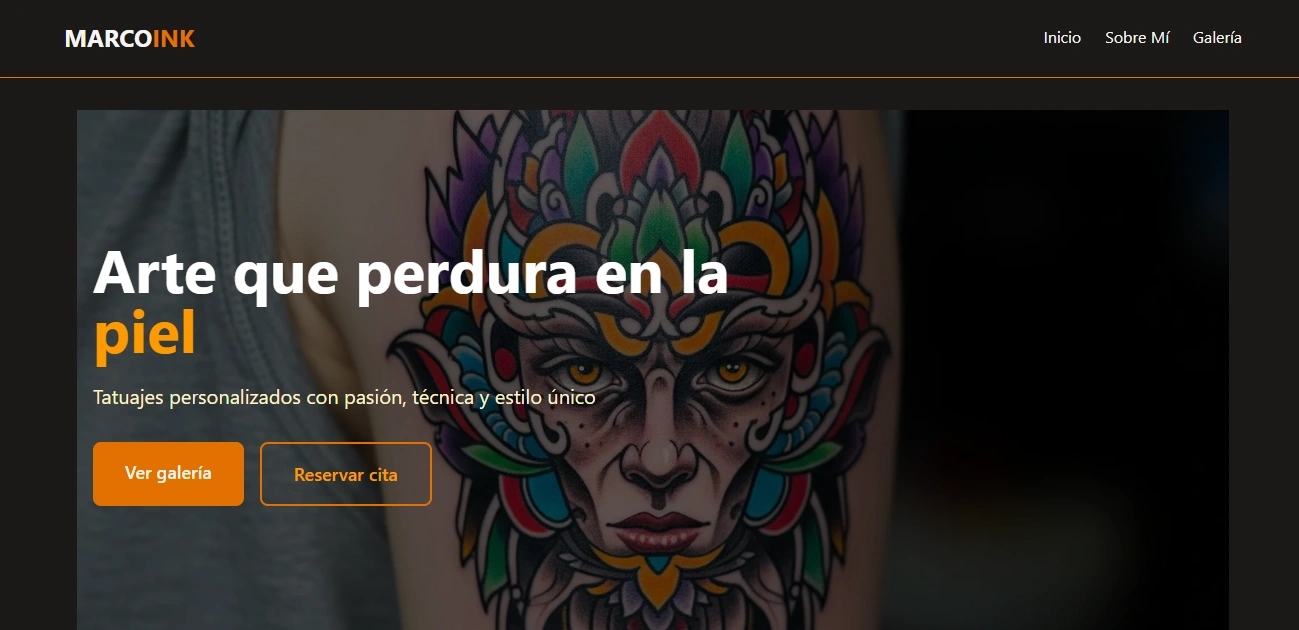 MARCOINK
Inicio Sobre Mí Galería
Arte que perdura en la
piel
Tatuajes personalizados con pasión, técnica y estilo único
Ver galería
Reservar cita